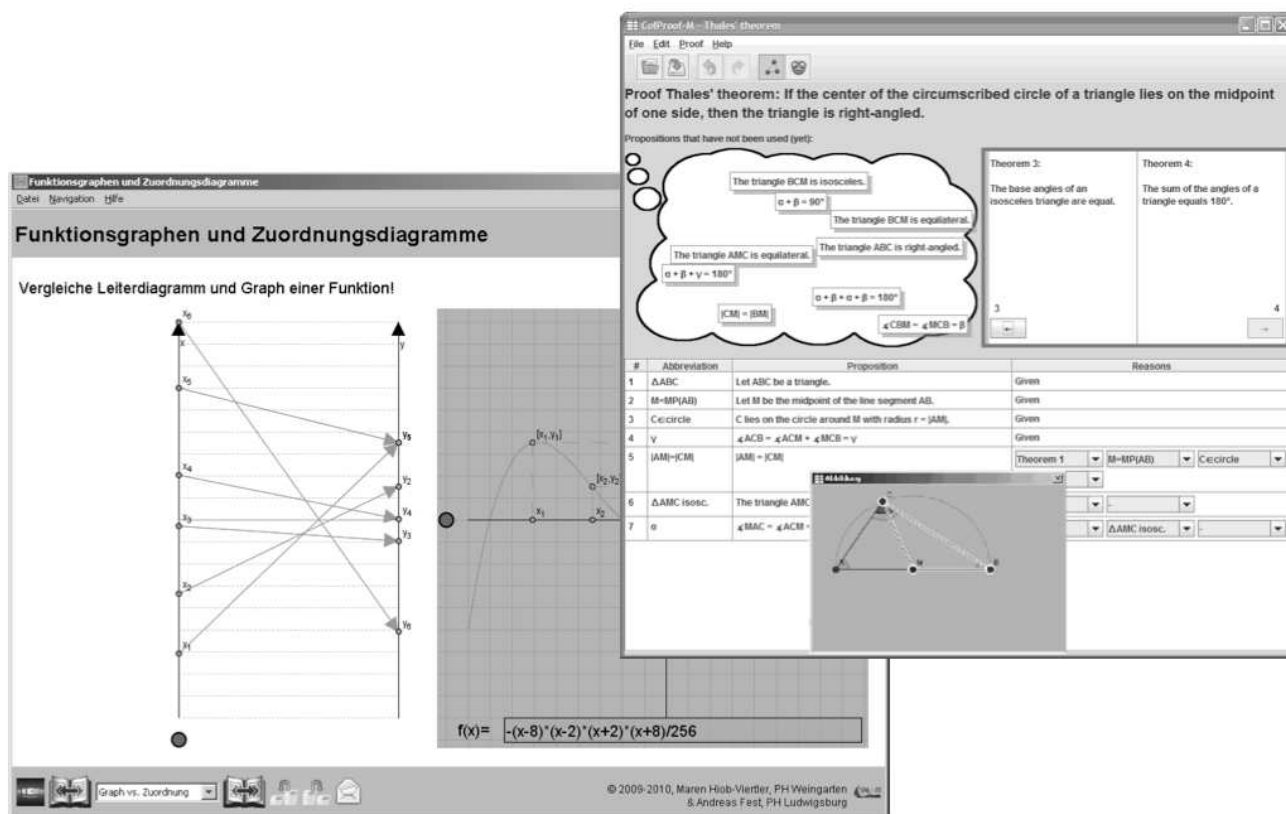 ColProof-M - Thales' theorem
File Edit Proof Help
Proof Thales' theorem: If the center of the circumscribed circle of a triangle lies on the midpoint
of one side, then the triangle is right-angled.
Propositions that have not been used (yet):
The triangle BCM is isosceles.
α + β = 90°
The triangle BCM is equilateral.
The triangle ABC is right-angled.
The triangle AMC is equilateral.
α + β + γ = 180°
α + β + α + β = 180°
|CM| = |BM|
∡CBM = ∡MCB = β
Theorem 3:
The base angles of an
isosceles triangle are equal.
3
Theorem 4:
The sum of the angles of a
triangle equals 180°.
4
# Abbreviation Proposition Reasons
1 ΔABC Let ABC be a triangle. Given
2 M=MP(AB) Let M be the midpoint of the line segment AB. Given
3 C∈circle C lies on the circle around M with radius r = |AM|. Given
4 γ ∡ACB = ∡ACM + ∡MCB = γ Given
5 |AM|=|CM| |AM| = |CM| Theorem 1 M=MP(AB) C∈circle
6 ΔAMC isosc. The triangle AMC -
7 α ∡MAC = ∡ACM = ΔAMC isosc. -
Abbildung
A M B
Funktionsgraphen und Zuordnungsdiagramme
Datei Navigation Hilfe
Funktionsgraphen und Zuordnungsdiagramme
Vergleiche Leiterdiagramm und Graph einer Funktion!
x6
x y
x5
y5
x4
y2
y4
x3
y3
x2
y6
x1
[x1,y1]
[x2,y2]
x1 x2
f(x)= -(x-8)*(x-2)*(x+2)*(x+8)/256
Graph vs. Zuordnung
© 2009-2010, Maren Hiob-Viertler, PH Weingarten
& Andreas Fest, PH Ludwigsburg